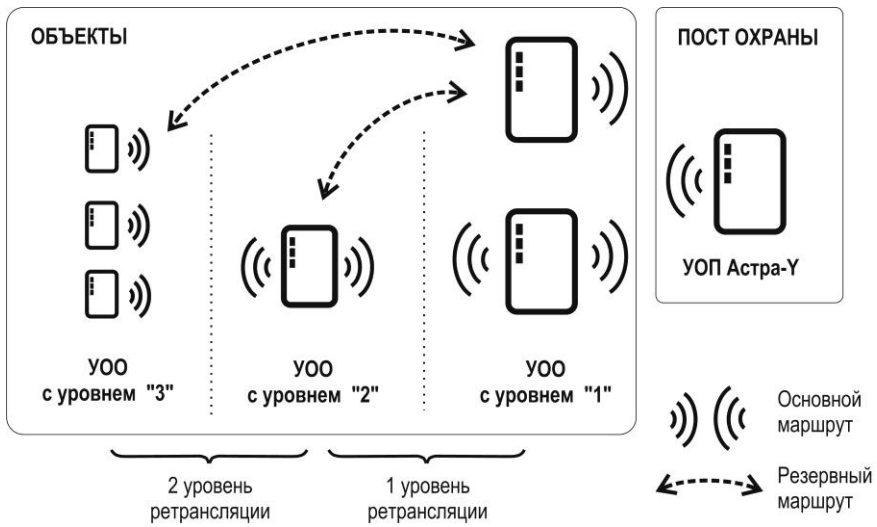 ОБЪЕКТЫ
ПОСТ ОХРАНЫ
УОП Астра-Y
УОО
с уровнем "3"
УОО
с уровнем "2"
УОО
с уровнем "1"
Основной
маршрут
Резервный
маршрут
2 уровень
ретрансляции
1 уровень
ретрансляции